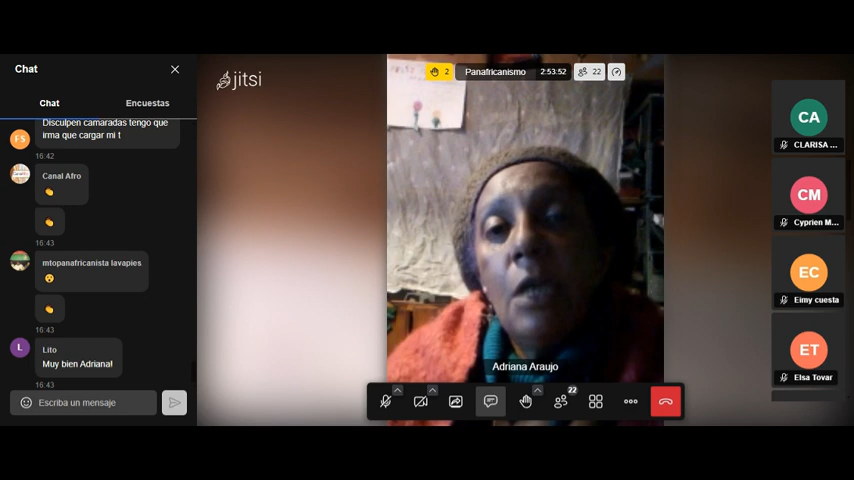 Chat
Chat
Encuestas
Disculpen camaradas tengo que
irma que cargar mi t
FS
16:42
Canal Afro
16:43
mtopanafricanista lavapies
16:43
L
Lito
Muy bien Adriana!
16:43
Escriba un mensaje
jitsi
2
Panafricanismo
2:53:52
22
Adriana Araujo
22
CA
CLARISA ...
CM
Cyprien M...
EC
Eimy cuesta
ET
Elsa Tovar